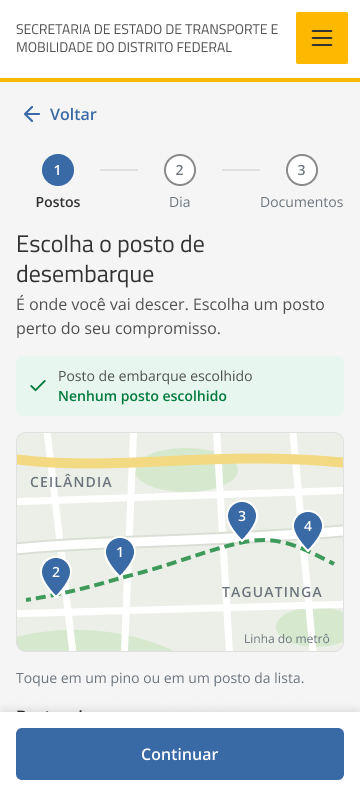 SECRETARIA DE ESTADO DE TRANSPORTE E
MOBILIDADE DO DISTRITO FEDERAL
Voltar
1
2
3
Postos
Dia
Documentos
Escolha o posto de
desembarque
É onde você vai descer. Escolha um posto
perto do seu compromisso.
Posto de embarque escolhido
Nenhum posto escolhido
CEILÂNDIA
3
4
1
2
TAGUATINGA
Linha do metrô
Toque em um pino ou em um posto da lista.
Continuar